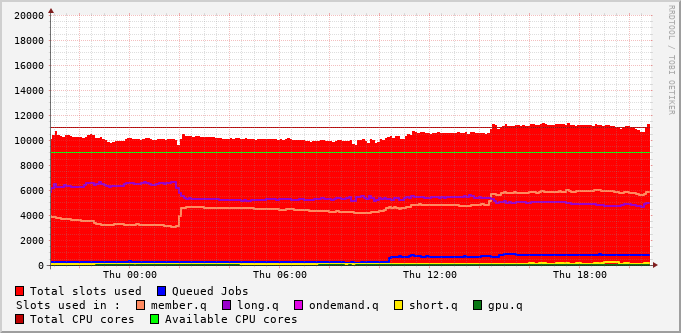 20000
18000
16000
14000
12000
10000
8000
6000
4000
2000
0
Thu 00:00 Thu 06:00 Thu 12:00 Thu 18:00
RRDTOOL / TOBI OETIKER
Total slots used Queued Jobs
Slots used in : member.q long.q ondemand.q short.q gpu.q
Total CPU cores Available CPU cores